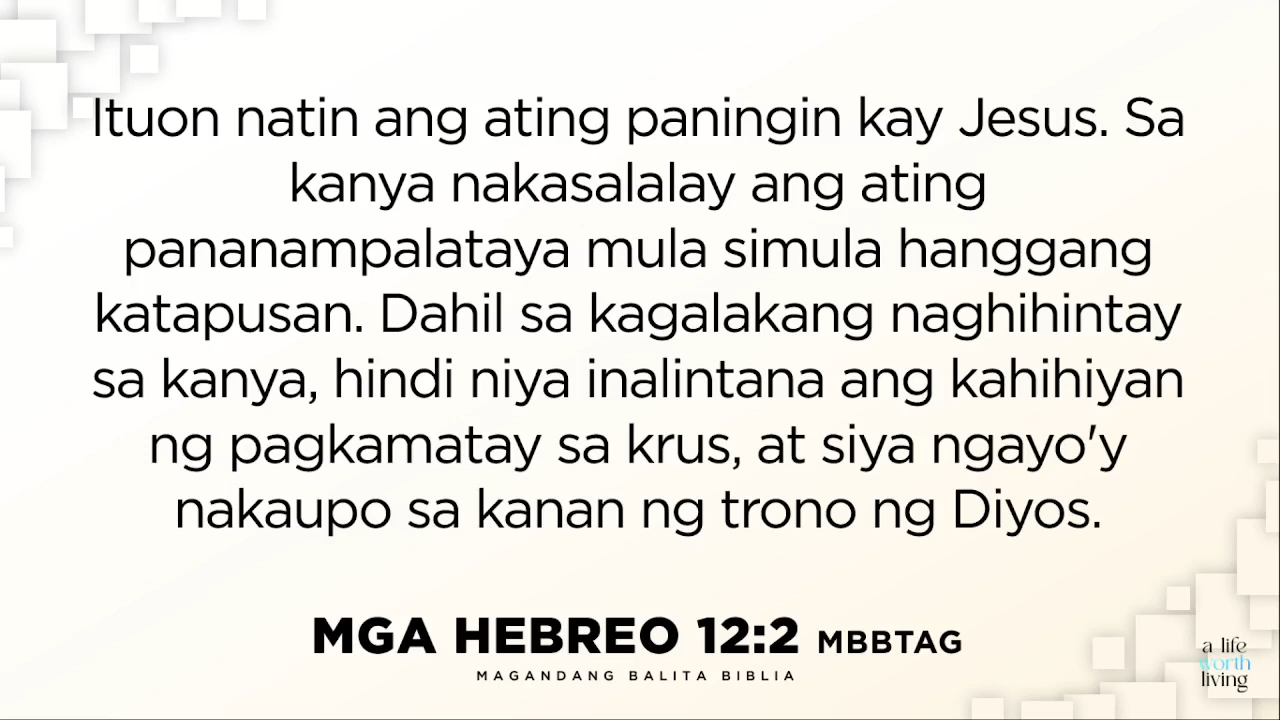 Ituon natin ang ating paningin kay Jesus. Sa
kanya nakasalalay ang ating
pananampalataya mula simula hanggang
katapusan. Dahil sa kagalakang naghihintay
sa kanya, hindi niya inalintana ang kahihiyan
ng pagkamatay sa krus, at siya ngayo'y
nakaupo sa kanan ng trono ng Diyos.
MGA HEBREO 12:2 MBBTAG
MAGANDANG BALITA BIBLIA
a life
worth
living